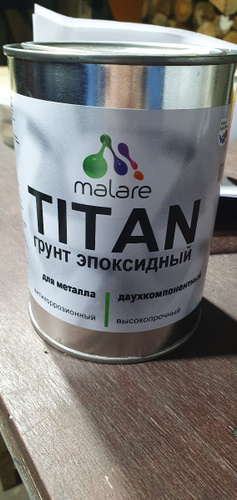 malare
TITAN
грунт эпоксидный
для металла
двухкомпонентный
антикоррозионный
высокопрочный